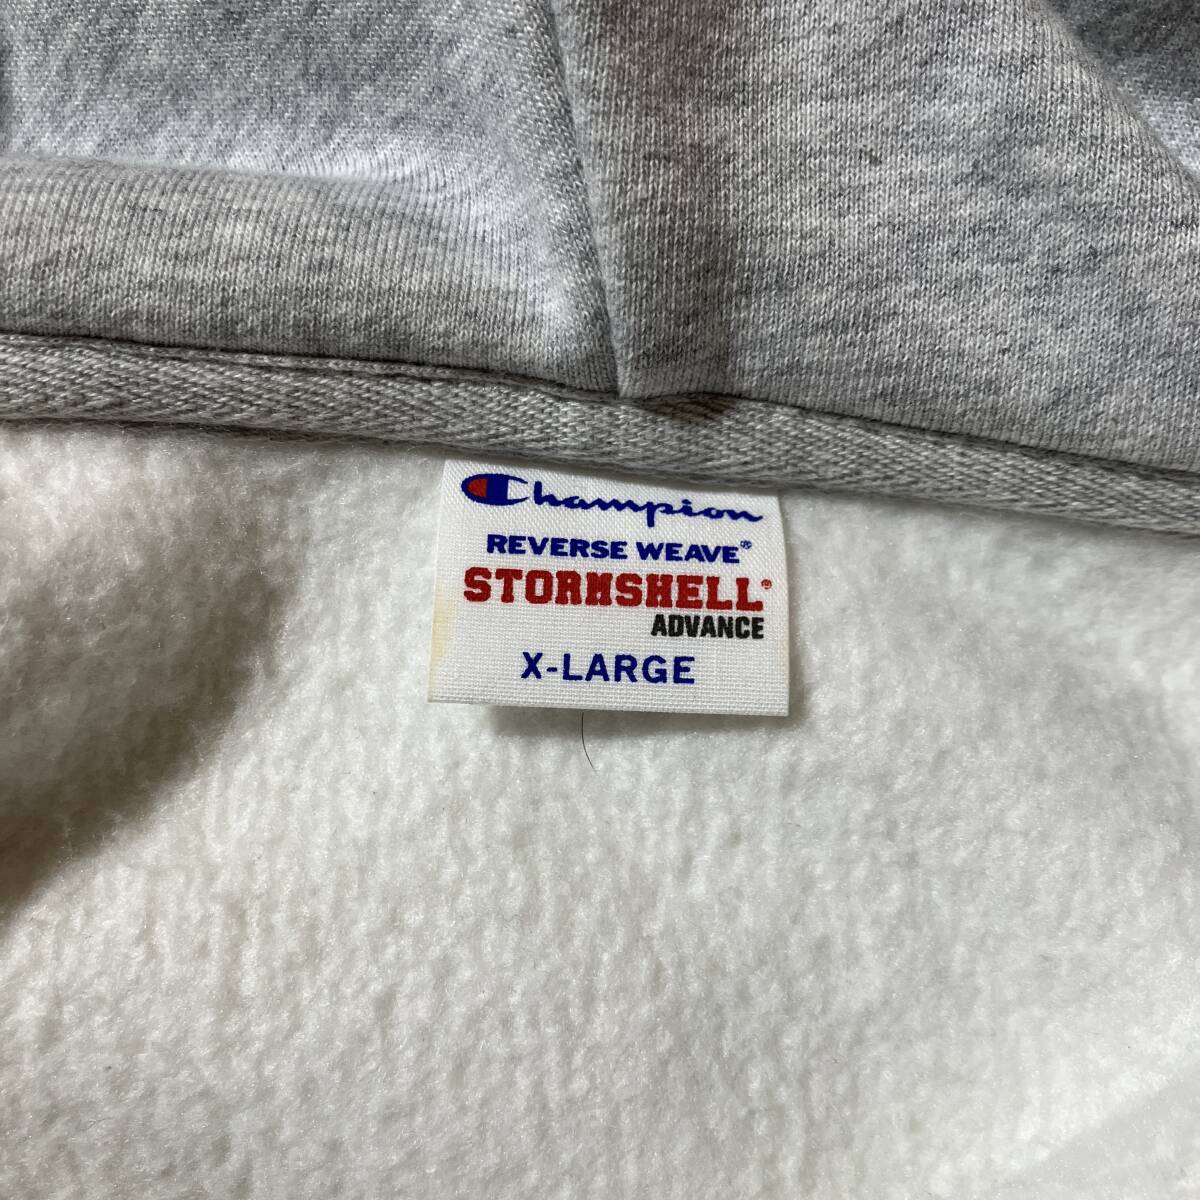 Champion
REVERSE WEAVE®
STORMSHELL®
ADVANCE
X-LARGE